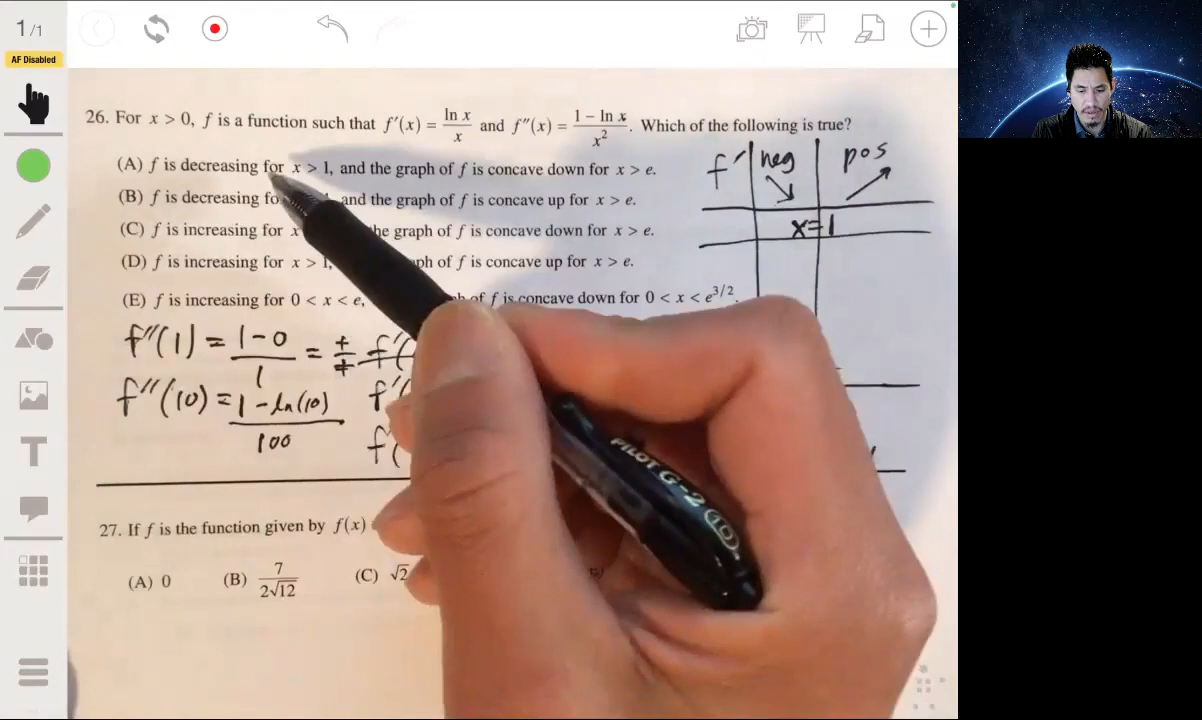 1/1
AF Disabled
26. For x > 0, f is a function such that f′(x) = ln x / x and f″(x) = 1 − ln x / x². Which of the following is true?
(A) f is decreasing for x > 1, and the graph of f is concave down for x > e.
(B) f is decreasing fo and the graph of f is concave up for x > e.
(C) f is increasing for x he graph of f is concave down for x > e.
(D) f is increasing for x > 1, ph of f is concave up for x > e.
(E) f is increasing for 0 < x < e, of f is concave down for 0 < x < e^3/2.
f′ neg pos
x=1
f″(1) = 1-0 / 1 = + / + f′(
f″(10) = 1-ln(10) / 100 f′(
f(
27. If f is the function given by f(x)
(A) 0 (B) 7 / 2√12 (C) √2
PILOT G-2 10
T